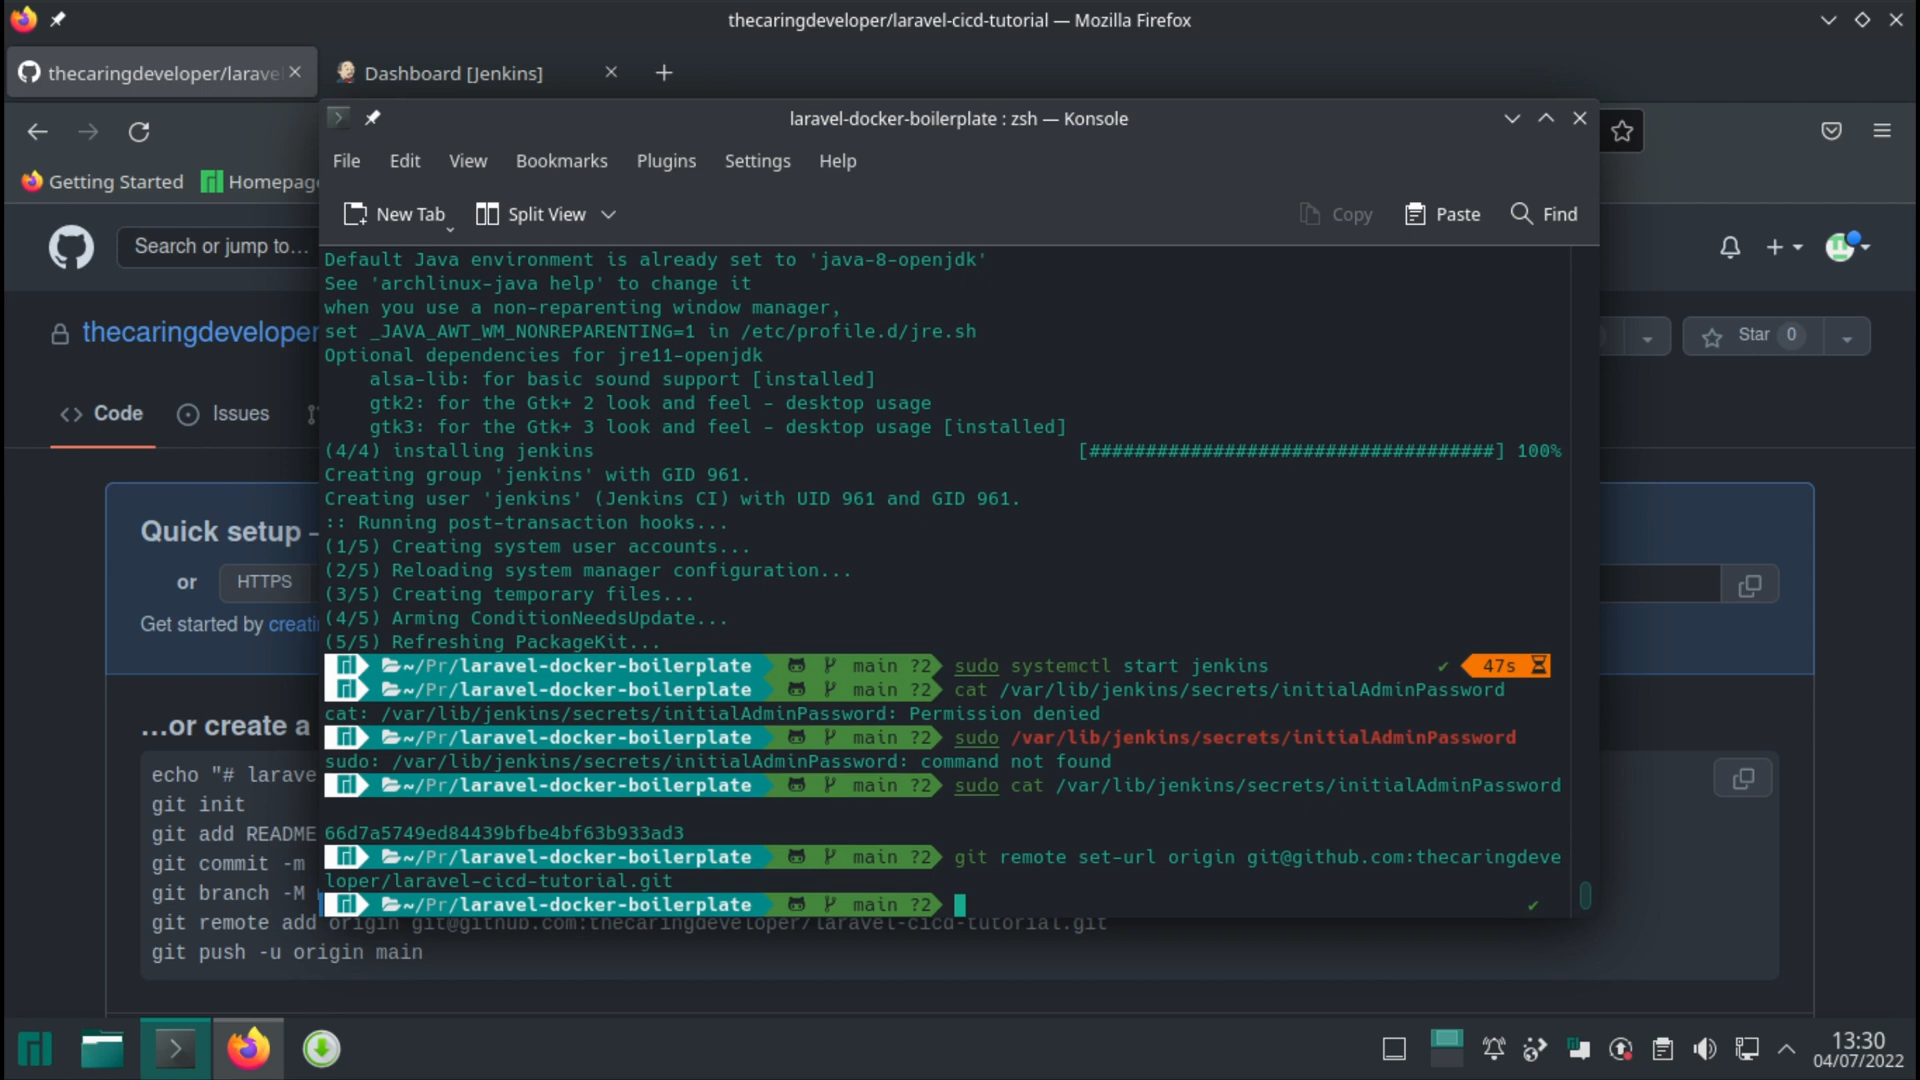 thecaringdeveloper/laravel-cicd-tutorial — Mozilla Firefox
thecaringdeveloper/larave
Dashboard [Jenkins]
laravel-docker-boilerplate : zsh — Konsole
File Edit View Bookmarks Plugins Settings Help
Getting Started
Homepage
New Tab
Split View
Copy
Paste
Find
Search or jump to...
thecaringdeveloper
Star 0
Code
Issues
Default Java environment is already set to 'java-8-openjdk'
See 'archlinux-java help' to change it
when you use a non-reparenting window manager,
set _JAVA_AWT_WM_NONREPARENTING=1 in /etc/profile.d/jre.sh
Optional dependencies for jre11-openjdk
alsa-lib: for basic sound support [installed]
gtk2: for the Gtk+ 2 look and feel - desktop usage
gtk3: for the Gtk+ 3 look and feel - desktop usage [installed]
(4/4) installing jenkins [####################################] 100%
Creating group 'jenkins' with GID 961.
Creating user 'jenkins' (Jenkins CI) with UID 961 and GID 961.
:: Running post-transaction hooks...
(1/5) Creating system user accounts...
(2/5) Reloading system manager configuration...
(3/5) Creating temporary files...
(4/5) Arming ConditionNeedsUpdate...
(5/5) Refreshing PackageKit...
~/Pr/laravel-docker-boilerplate main ?2 sudo systemctl start jenkins ✔ 47s
~/Pr/laravel-docker-boilerplate main ?2 cat /var/lib/jenkins/secrets/initialAdminPassword
cat: /var/lib/jenkins/secrets/initialAdminPassword: Permission denied
~/Pr/laravel-docker-boilerplate main ?2 sudo /var/lib/jenkins/secrets/initialAdminPassword
sudo: /var/lib/jenkins/secrets/initialAdminPassword: command not found
~/Pr/laravel-docker-boilerplate main ?2 sudo cat /var/lib/jenkins/secrets/initialAdminPassword
66d7a5749ed84439bfbe4bf63b933ad3
~/Pr/laravel-docker-boilerplate main ?2 git remote set-url origin git@github.com:thecaringdeve
loper/laravel-cicd-tutorial.git
~/Pr/laravel-docker-boilerplate main ?2 ✔
Quick setup –
or HTTPS
Get started by creati
...or create a
echo "# larave
git init
git add README
git commit -m
git branch -M
git remote add origin git@github.com:thecaringdeveloper/laravel-cicd-tutorial.git
git push -u origin main
13:30
04/07/2022